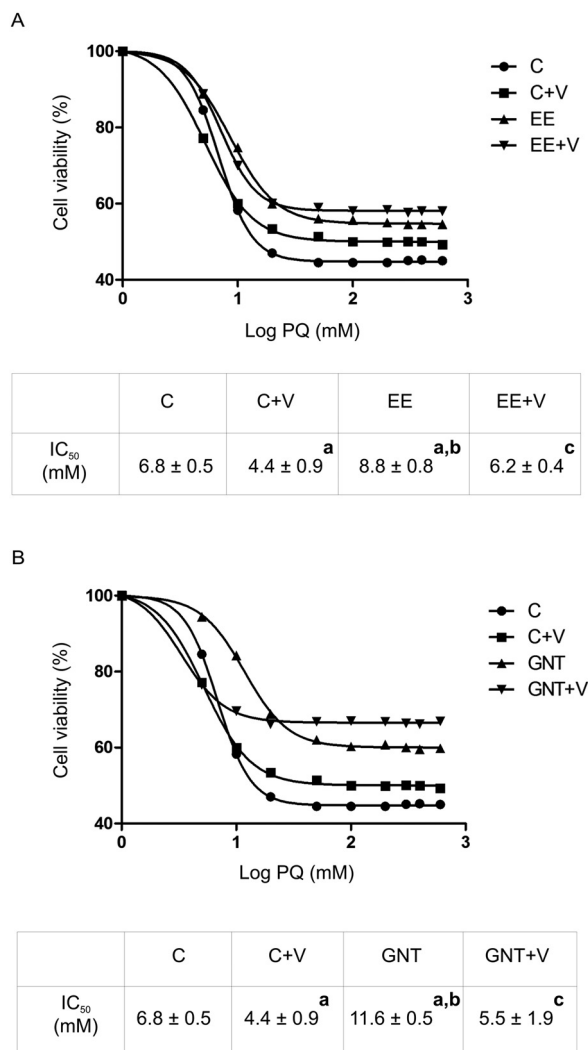 A
100
80
60
40
0
1
2
3
Cell viability (%)
Log PQ (mM)
C
C+V
EE
EE+V
C C+V EE EE+V
IC50 (mM) 6.8 ± 0.5 4.4 ± 0.9 a 8.8 ± 0.8 a,b 6.2 ± 0.4 c
B
100
80
60
40
0
1
2
3
Cell viability (%)
Log PQ (mM)
C
C+V
GNT
GNT+V
C C+V GNT GNT+V
IC50 (mM) 6.8 ± 0.5 4.4 ± 0.9 a 11.6 ± 0.5 a,b 5.5 ± 1.9 c